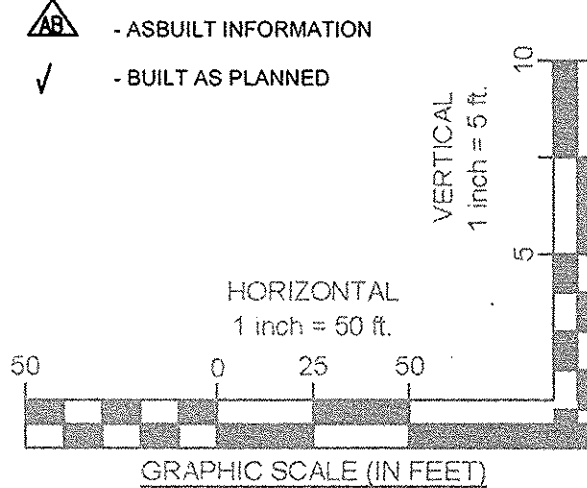 AB - ASBUILT INFORMATION
√ - BUILT AS PLANNED
10
VERTICAL
1 inch = 5 ft.
5
HORIZONTAL
1 inch = 50 ft.
50 0 25 50
GRAPHIC SCALE (IN FEET)